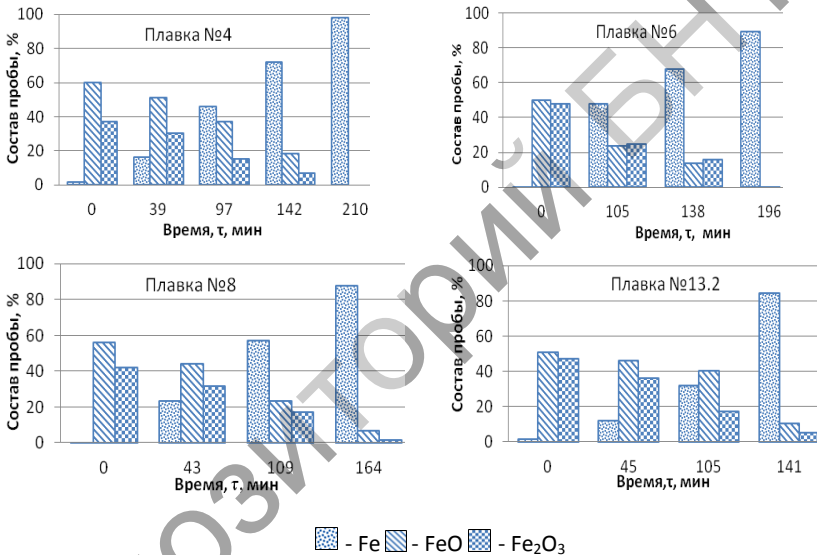 Плавка №4
Состав пробы, %
100
80
60
40
20
0
0 39 97 142 210
Время, τ, мин
Плавка №6
Состав пробы, %
100
80
60
40
20
0
0 105 138 196
Время, τ, мин
Плавка №8
Состав пробы, %
100
80
60
40
20
0
0 43 109 164
Время, τ. мин
Плавка №13.2
Состав пробы, %
100
80
60
40
20
0
0 45 105 141
Время,τ, мин
- Fe - FeO - Fe₂O₃
озиторий БН